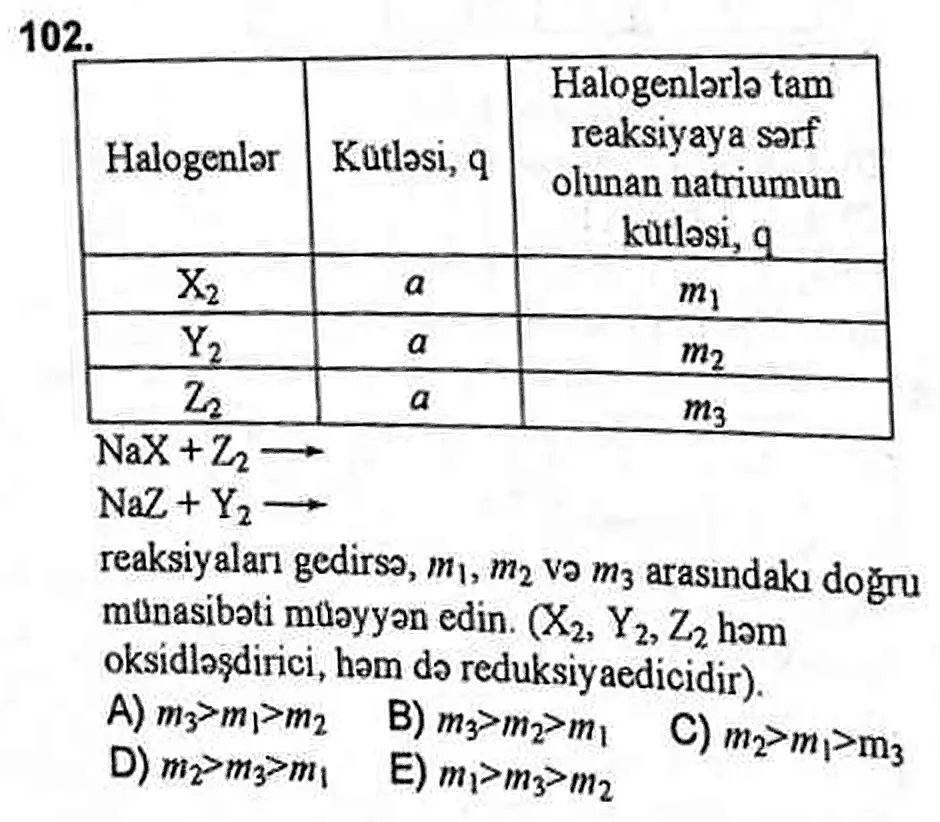 102.
Halogenlər | Kütləsi, q | Halogenlərlə tam
reaksiyaya sərf
olunan natriumun
kütləsi, q
X₂ | a | m₁
Y₂ | a | m₂
Z₂ | a | m₃
NaX + Z₂ ⟶
NaZ + Y₂ ⟶
reaksiyaları gedirsə, m₁, m₂ və m₃ arasındakı doğru
münasibəti müəyyən edin. (X₂, Y₂, Z₂ həm
oksidləşdirici, həm də reduksiyaedicidir).
A) m₃>m₁>m₂ B) m₃>m₂>m₁ C) m₂>m₁>m₃
D) m₂>m₃>m₁ E) m₁>m₃>m₂